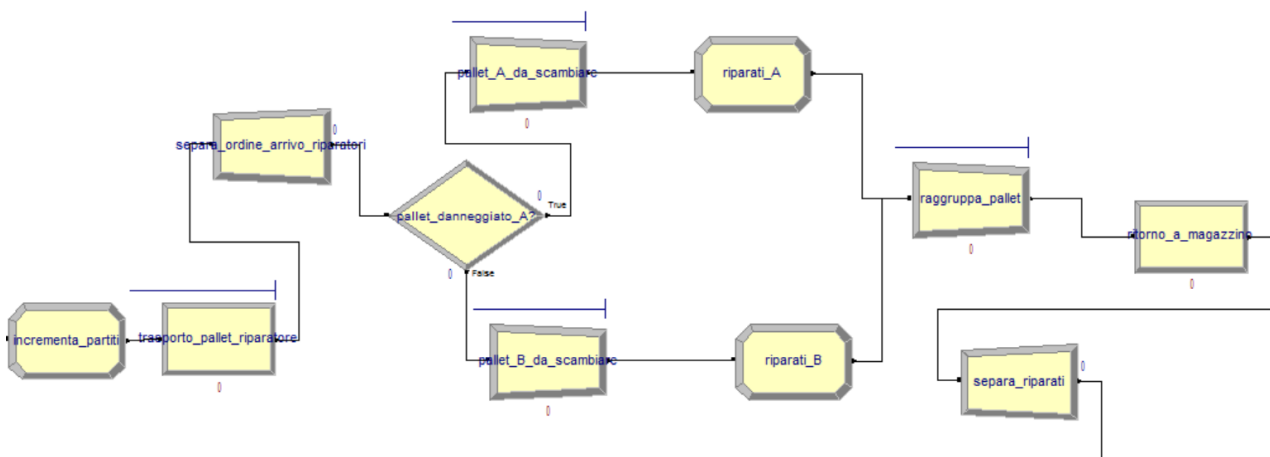 pallet_A_da_scambiare
0
riparati_A
separa_ordine_arrivo_riparatori
0
pallet_danneggiato_A?
0
True
0
False
raggruppa_pallet
0
ritorno_a_magazzino
0
incrementa_partiti
trasporto_pallet_riparatore
0
pallet_B_da_scambiare
0
riparati_B
separa_riparati
0